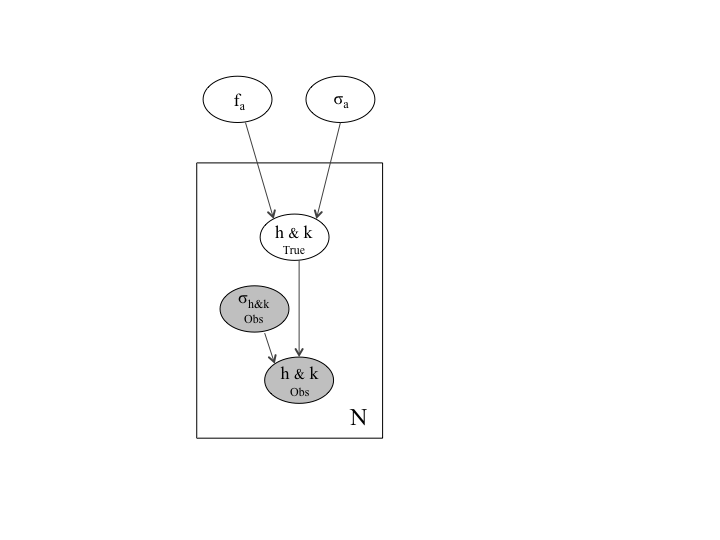 fa
σa
h & k
True
σh&k
Obs
h & k
Obs
N